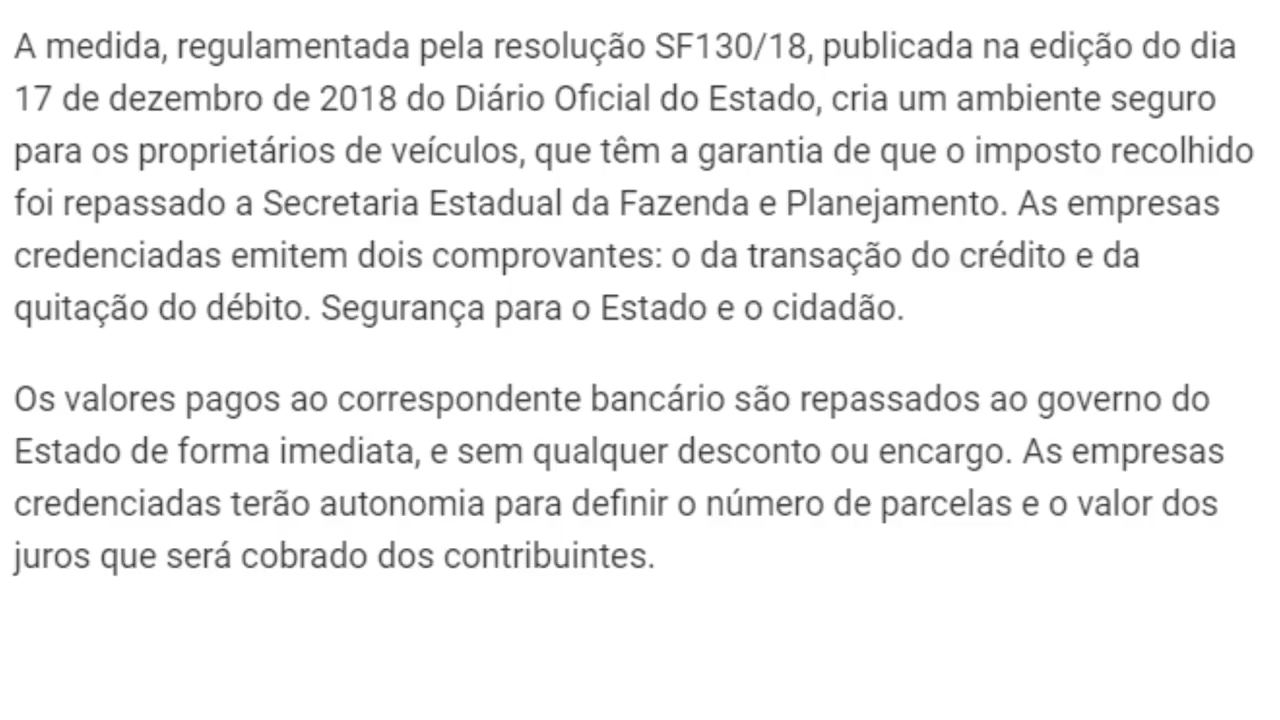 A medida, regulamentada pela resolução SF130/18, publicada na edição do dia
17 de dezembro de 2018 do Diário Oficial do Estado, cria um ambiente seguro
para os proprietários de veículos, que têm a garantia de que o imposto recolhido
foi repassado a Secretaria Estadual da Fazenda e Planejamento. As empresas
credenciadas emitem dois comprovantes: o da transação do crédito e da
quitação do débito. Segurança para o Estado e o cidadão.
Os valores pagos ao correspondente bancário são repassados ao governo do
Estado de forma imediata, e sem qualquer desconto ou encargo. As empresas
credenciadas terão autonomia para definir o número de parcelas e o valor dos
juros que será cobrado dos contribuintes.